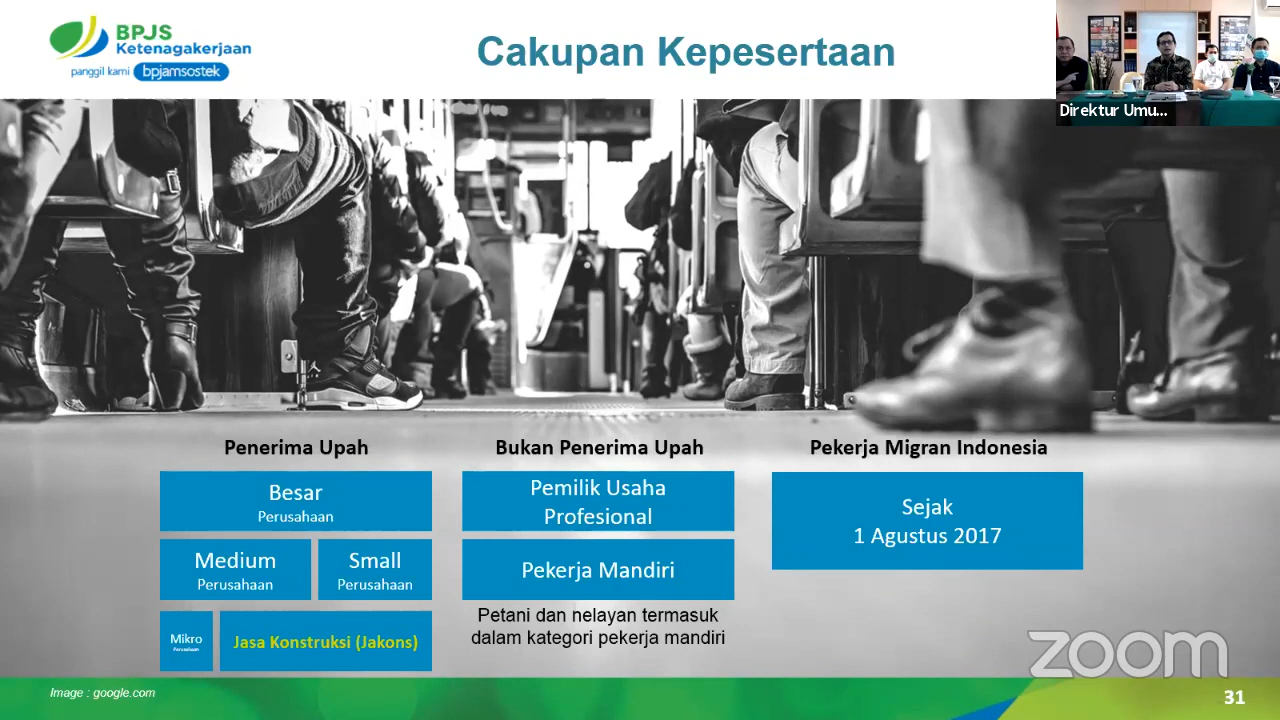 BPJS
Ketenagakerjaan
panggil kami bpjamsostek
Cakupan Kepesertaan
Direktur Umu...
Penerima Upah
Besar
Perusahaan
Medium
Perusahaan
Small
Perusahaan
Mikro
Perusahaan
Jasa Konstruksi (Jakons)
Bukan Penerima Upah
Pemilik Usaha
Profesional
Pekerja Mandiri
Petani dan nelayan termasuk
dalam kategori pekerja mandiri
Pekerja Migran Indonesia
Sejak
1 Agustus 2017
zoom
Image : google.com
31